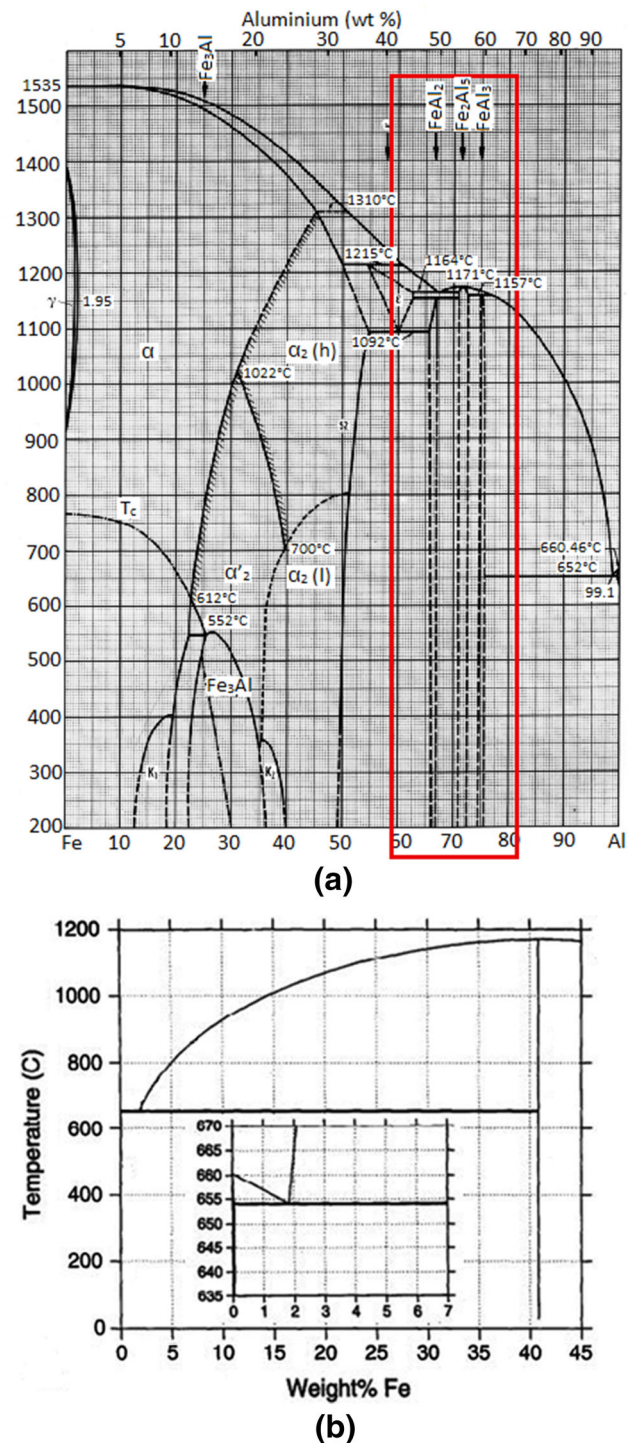 Aluminium (wt %)
5 10 20 30 40 50 60 70 80 90
Fe₃Al
FeAl₂
Fe₂Al₅
FeAl₃
1535
1500
1400
1310°C
1300
1215°C
1164°C
1200
1171°C
1157°C
γ 1.95
ε
1100
α
α₂ (h)
1092°C
1022°C
1000
900
800
Tc
700
700°C
660.46°C
α'₂
α₂ (l)
652°C
612°C
99.1
600
552°C
500
Fe₃Al
400
K₁
K₂
300
200
Fe 10 20 30 40 50 60 70 80 90 Al
(a)
1200
1000
800
600
400
200
0
Temperature (C)
670
665
660
655
650
645
640
635
0 1 2 3 4 5 6 7
0 5 10 15 20 25 30 35 40 45
Weight% Fe
(b)